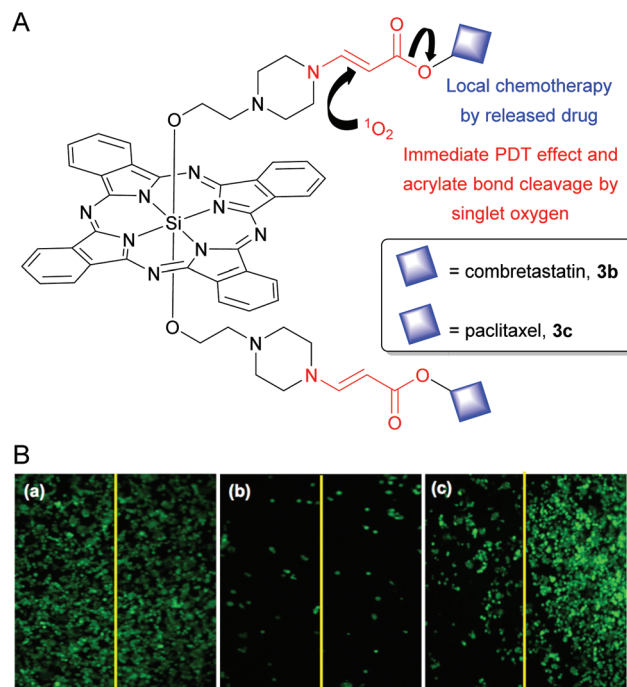 A
N
O
O
N
O
Local chemotherapy
by released drug
¹O₂
Immediate PDT effect and
acrylate bond cleavage by
singlet oxygen
N
N
N
N
Si
N
N
N
N
= combretastatin, 3b
= paclitaxel, 3c
O
N
N
O
O
B
(a)
(b)
(c)